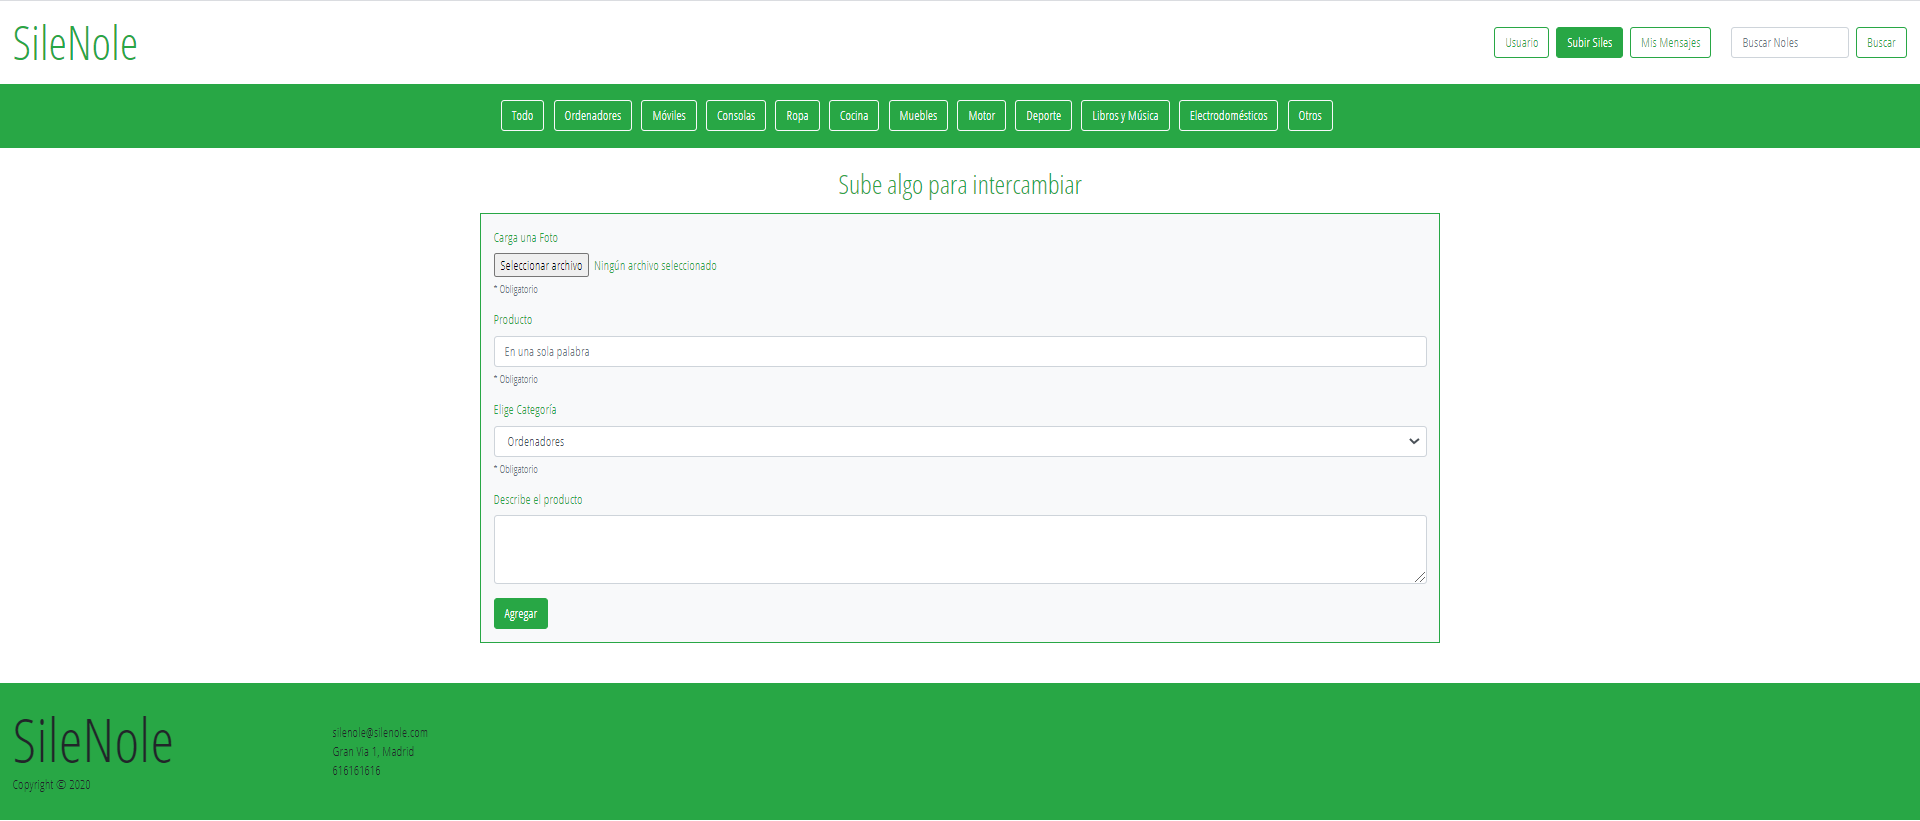 SileNole
Usuario Subir Siles Mis Mensajes Buscar Noles Buscar
Todo Ordenadores Móviles Consolas Ropa Cocina Muebles Motor Deporte Libros y Música Electrodomésticos Otros
Sube algo para intercambiar
Carga una Foto
Seleccionar archivo Ningún archivo seleccionado
* Obligatorio
Producto
En una sola palabra
* Obligatorio
Elige Categoría
Ordenadores
* Obligatorio
Describe el producto
Agregar
SileNole
Copyright © 2020
silenole@silenole.com
Gran Via 1, Madrid
616161616